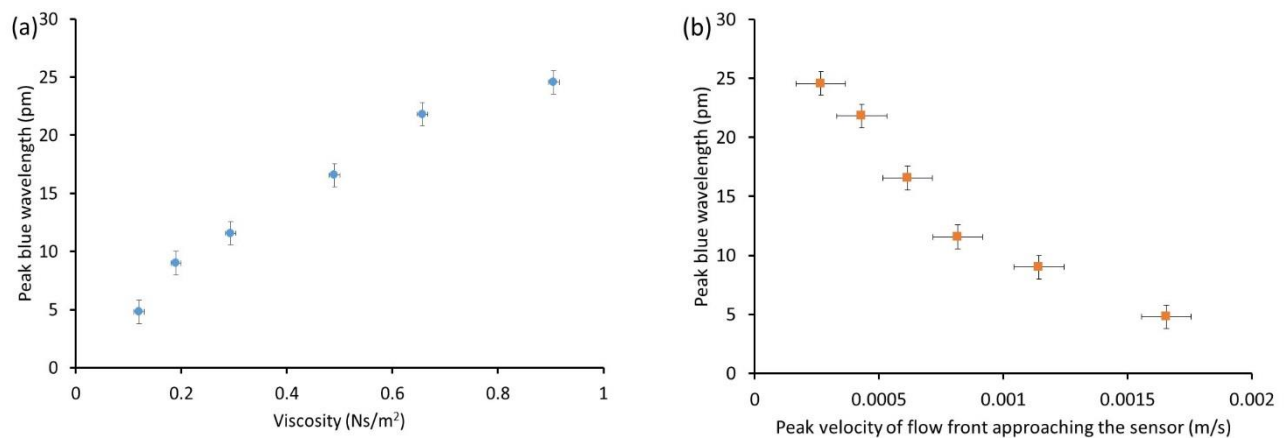 (a)
30
25
20
15
10
5
0
Peak blue wavelength (pm)
0 0.2 0.4 0.6 0.8 1
Viscosity (Ns/m²)
(b)
30
25
20
15
10
5
0
Peak blue wavelength (pm)
0 0.0005 0.001 0.0015 0.002
Peak velocity of flow front approaching the sensor (m/s)